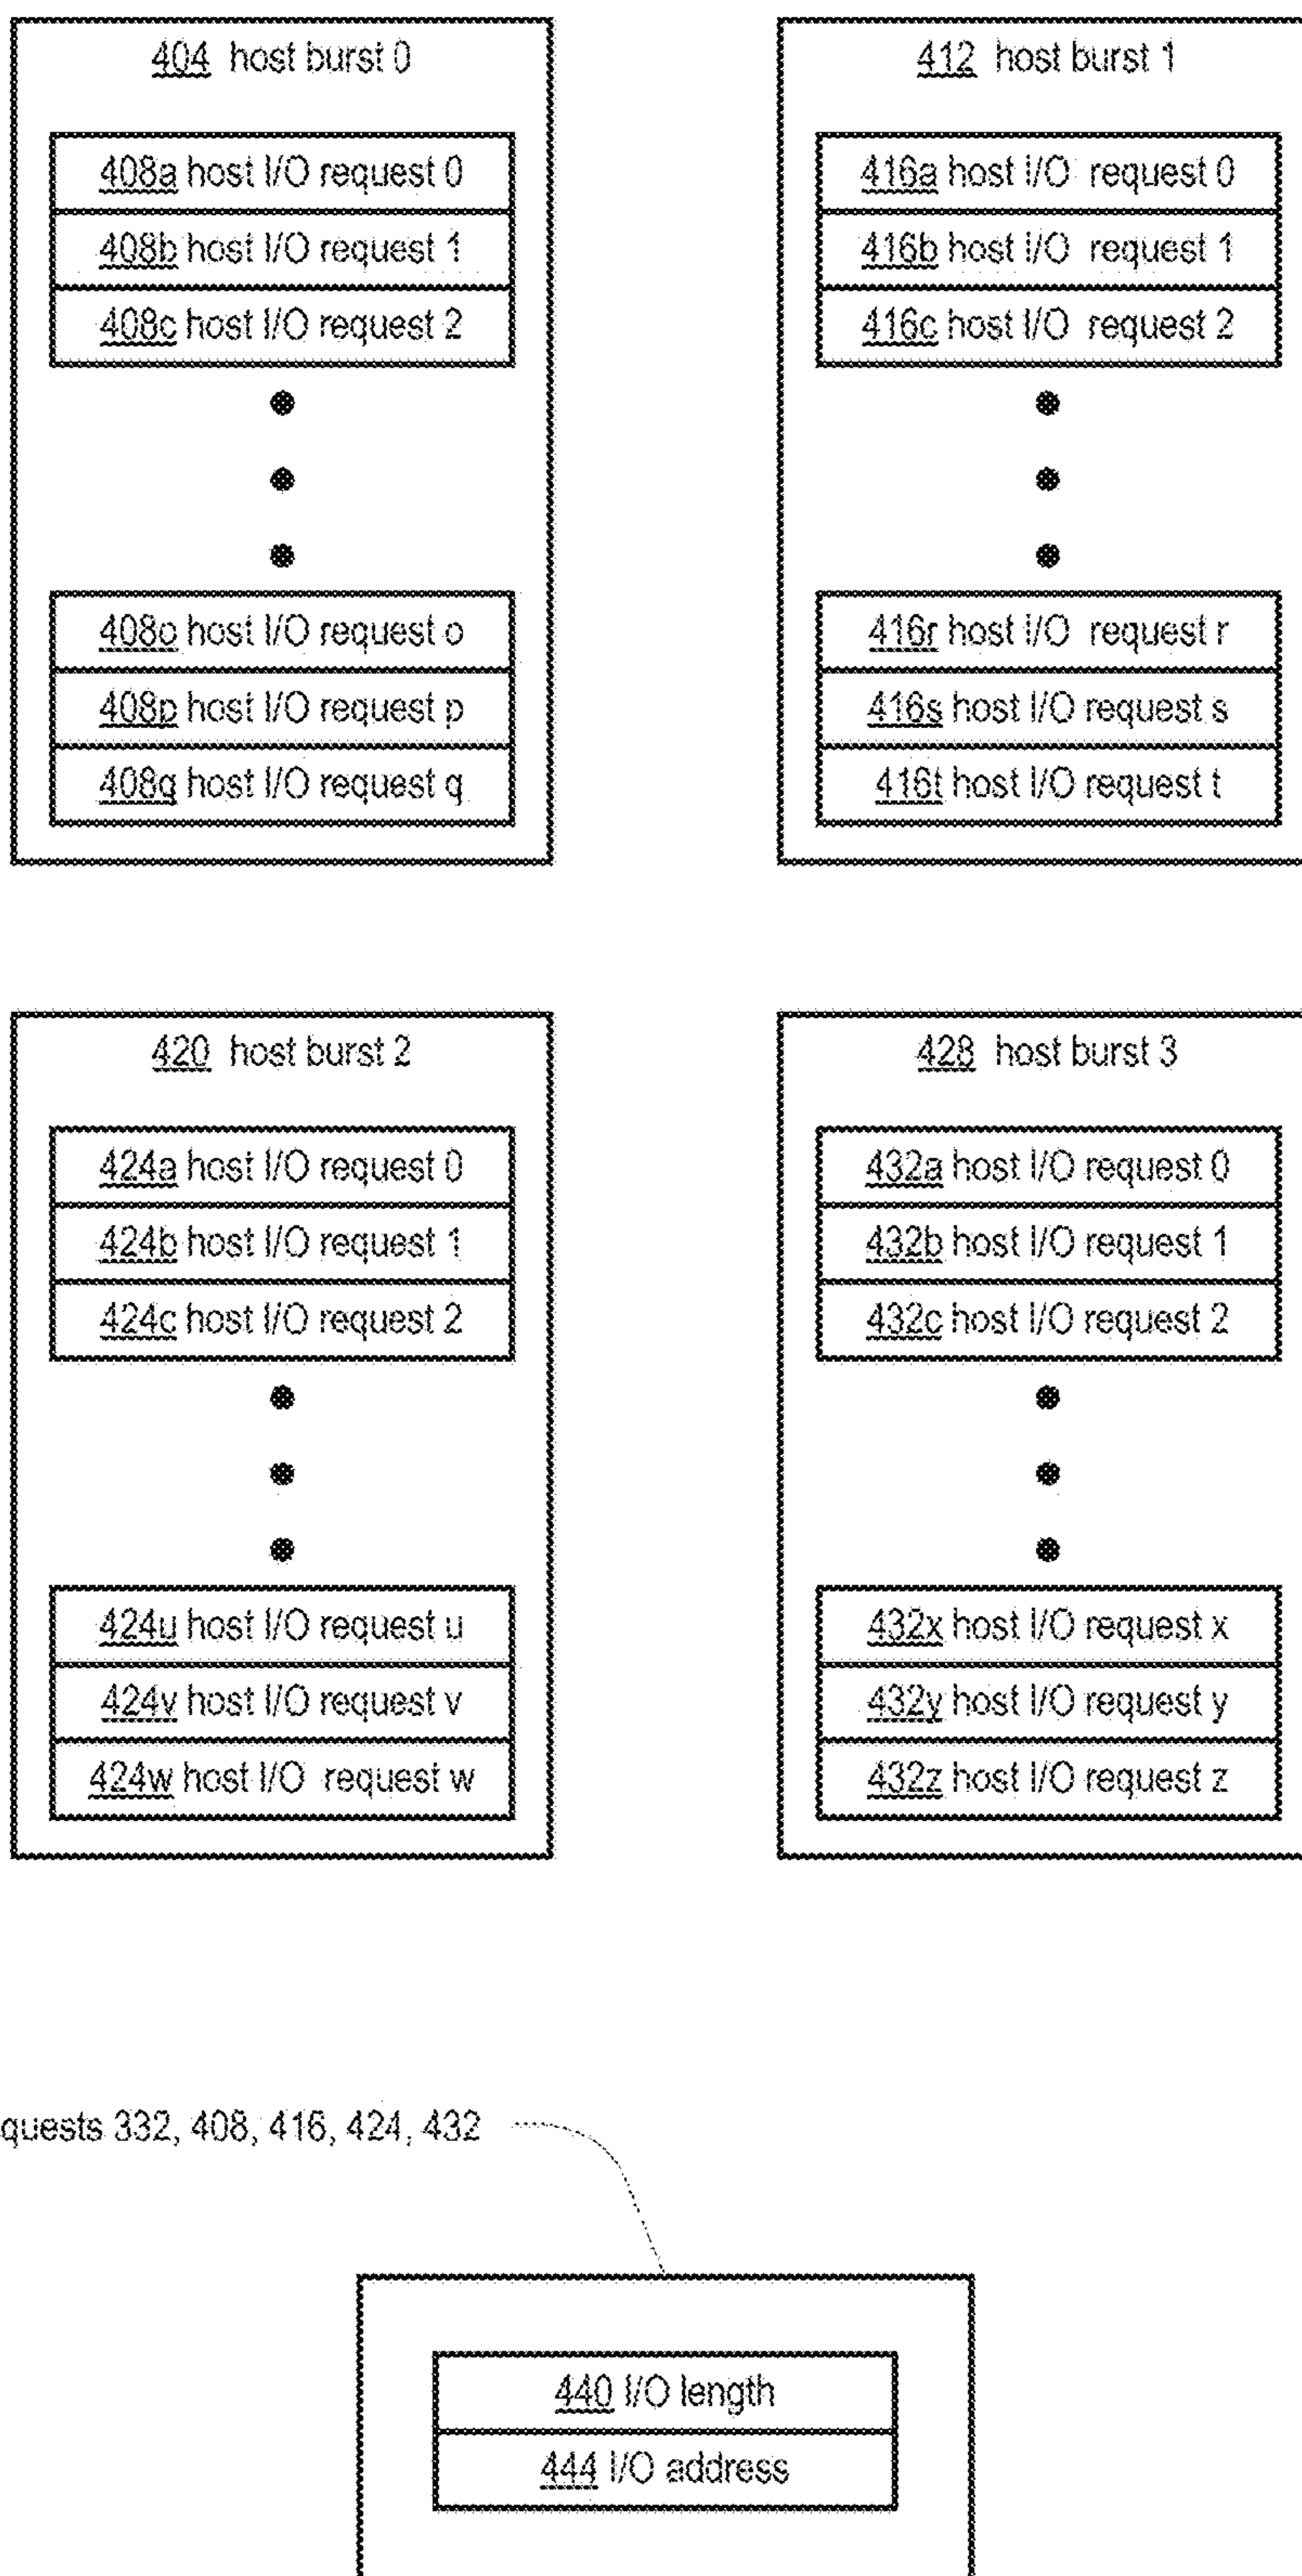 404 host burst 0
408a host I/O request 0
408b host I/O request 1
408c host I/O request 2
408o host I/O request o
408p host I/O request p
408q host I/O request q
412 host burst 1
416a host I/O request 0
416b host I/O request 1
416c host I/O request 2
416r host I/O request r
416s host I/O request s
416t host I/O request t
420 host burst 2
424a host I/O request 0
424b host I/O request 1
424c host I/O request 2
424u host I/O request u
424v host I/O request v
424w host I/O request w
428 host burst 3
432a host I/O request 0
432b host I/O request 1
432c host I/O request 2
432x host I/O request x
432y host I/O request y
432z host I/O request z
quests 332, 408, 416, 424, 432
440 I/O length
444 I/O address